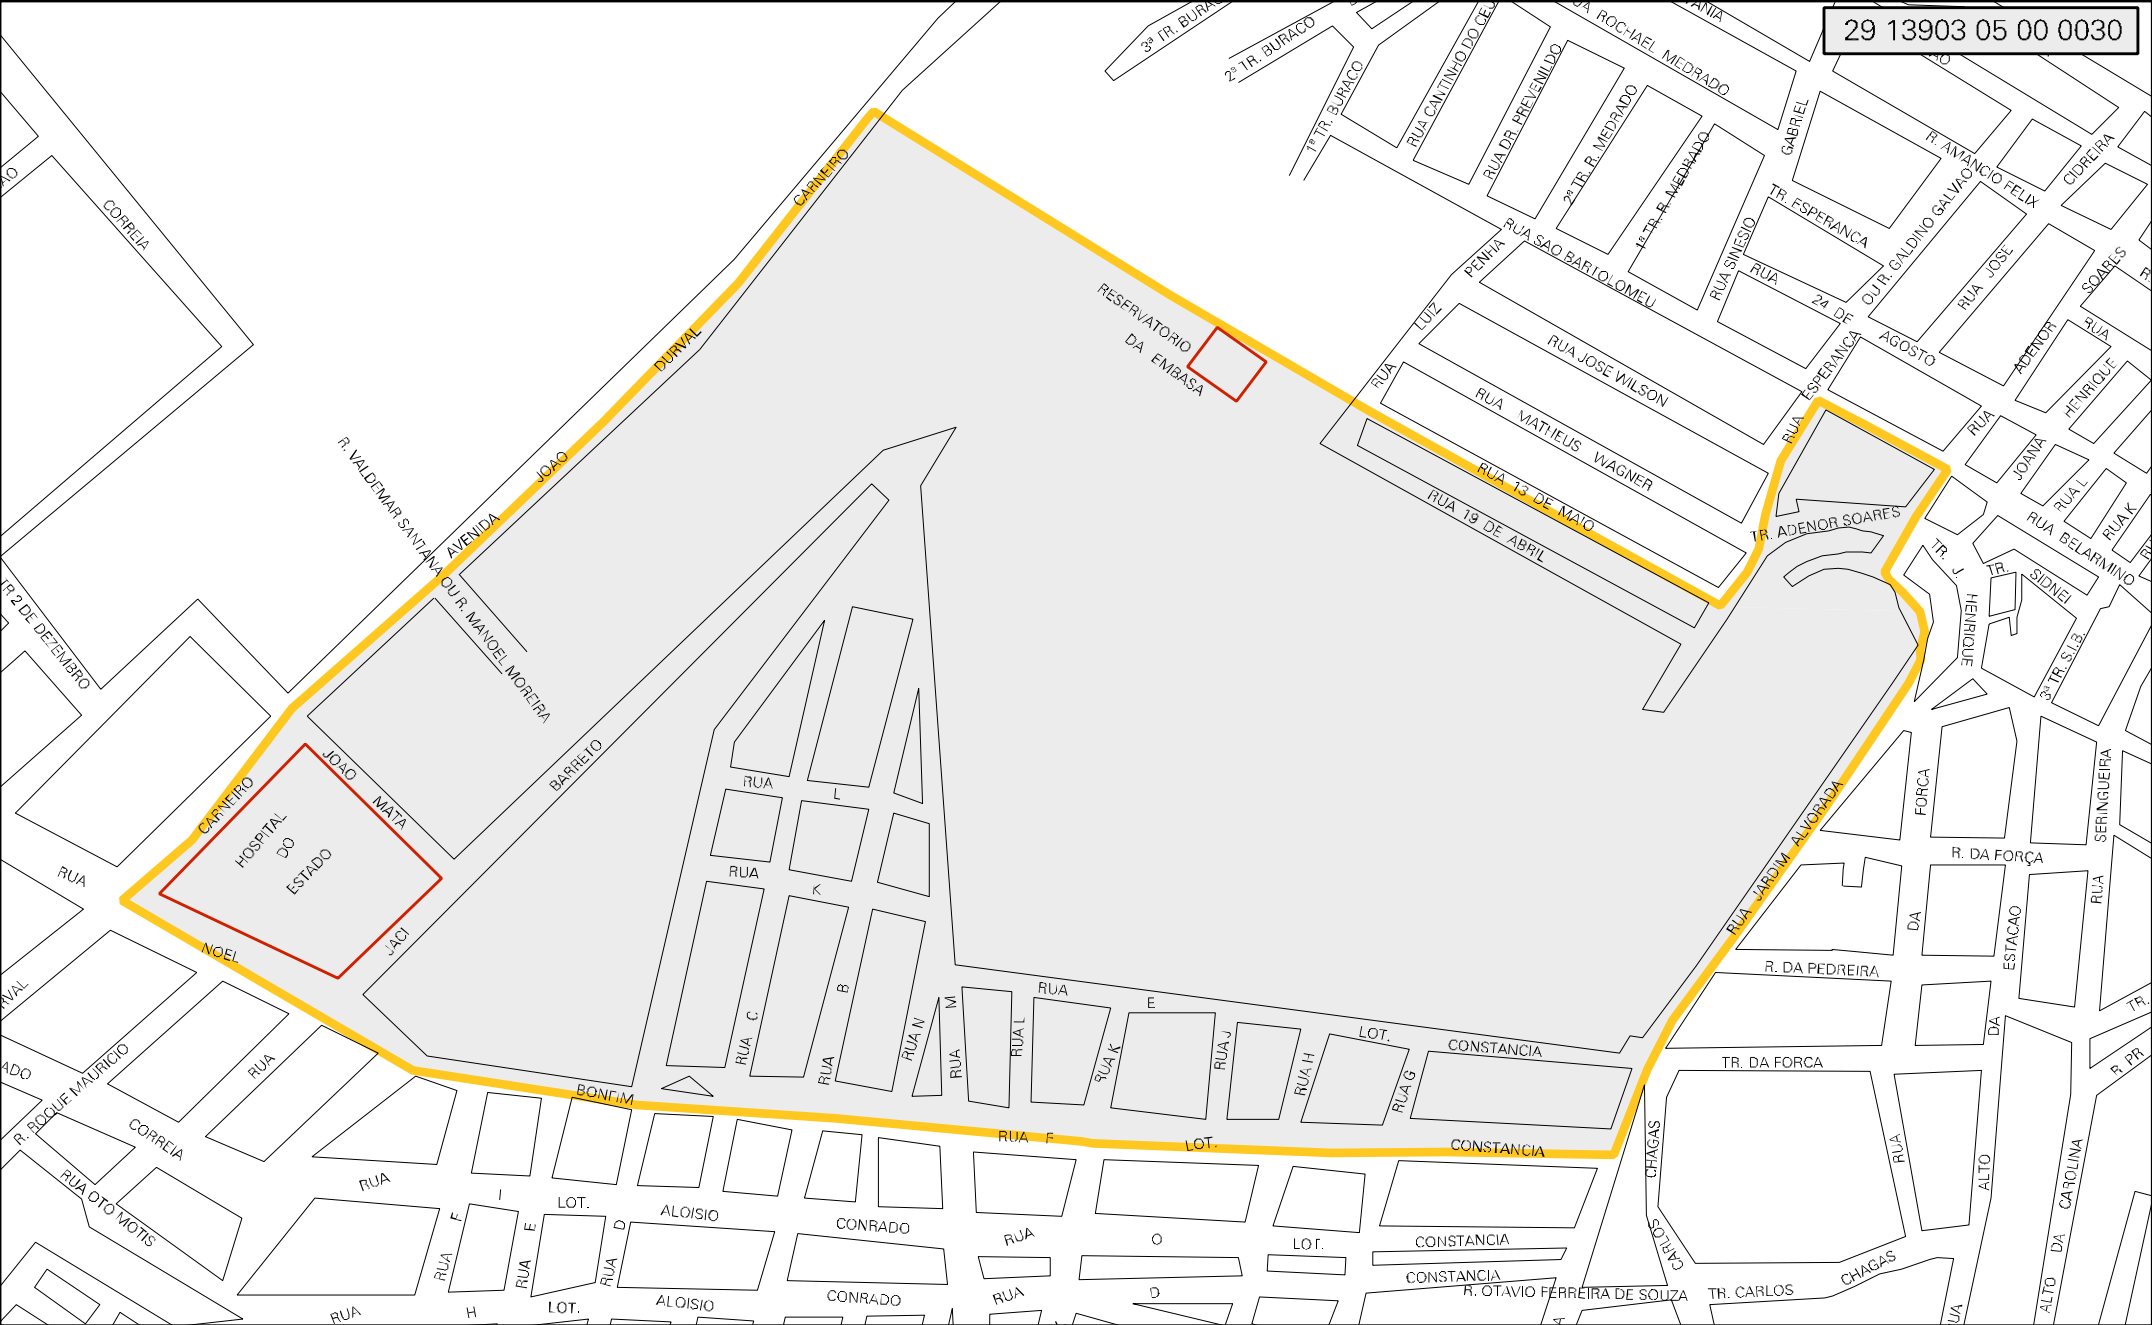 29 13903 05 00 0030
3ª TR. BURACO
2ª TR. BURACO
1ª TR. BURACO
RUA CANTINHO DO CEU
RUA DR. PREVENILDO
RUA ROCHAEL MEDRADO
2ª TR. R. MEDRADO
1ª TR. R. MEDRADO
GABRIEL
R. AMANCIO FELIX
CIDREIRA
TR. ESPERANCA
OU R. GALDINO GALVAO
RUA SINESIO
RUA SAO BARTOLOMEU
RUA 24 DE AGOSTO
RUA JOSE
ADENOR SOARES
RUA HENRIQUE
RUA LUIZ PENHA
RUA JOSE WILSON
RUA MATHEUS WAGNER
RUA 13 DE MAIO
RUA 19 DE ABRIL
RUA ESPERANCA
TR. ADENOR SOARES
RUA JOANA
RUA L
RUA K
RUA BELARMINO
TR. SIDNEI
TR. J. HENRIQUE
3ª TR. S.I.B.
CORREIA
AVENIDA JOAO DURVAL CARNEIRO
RESERVATORIO
DA EMBASA
R. VALDEMAR SANTANA OU R. MANOEL MOREIRA
TR 2 DE DEZEMBRO
JOAO MATA
CARNEIRO
HOSPITAL
DO
ESTADO
JACI BARRETO
RUA NOEL BONFIM
RUA L
RUA K
RUA C
RUA B
RUA N
RUA M
RUA L
RUA K
RUA J
RUA H
RUA G
RUA E LOT. CONSTANCIA
RUA F LOT. CONSTANCIA
RUA JARDIM ALVORADA
FORCA
DA
RUA SERINGUEIRA
R. DA FORÇA
R. DA PEDREIRA
ESTACAO
DA
TR. DA FORCA
TR.
R. PR
CARLOS CHAGAS
RUA
ALTO
ALTO DA CAROLINA
R. ROQUE MAURICIO
RUA
CORREIA
RUA OTO MOTIS
RUA I LOT. ALOISIO CONRADO
RUA F
RUA E
RUA D
RUA H LOT. ALOISIO CONRADO
RUA O LOT. CONSTANCIA
RUA D CONSTANCIA
R. OTAVIO FERREIRA DE SOUZA
TR. CARLOS CHAGAS